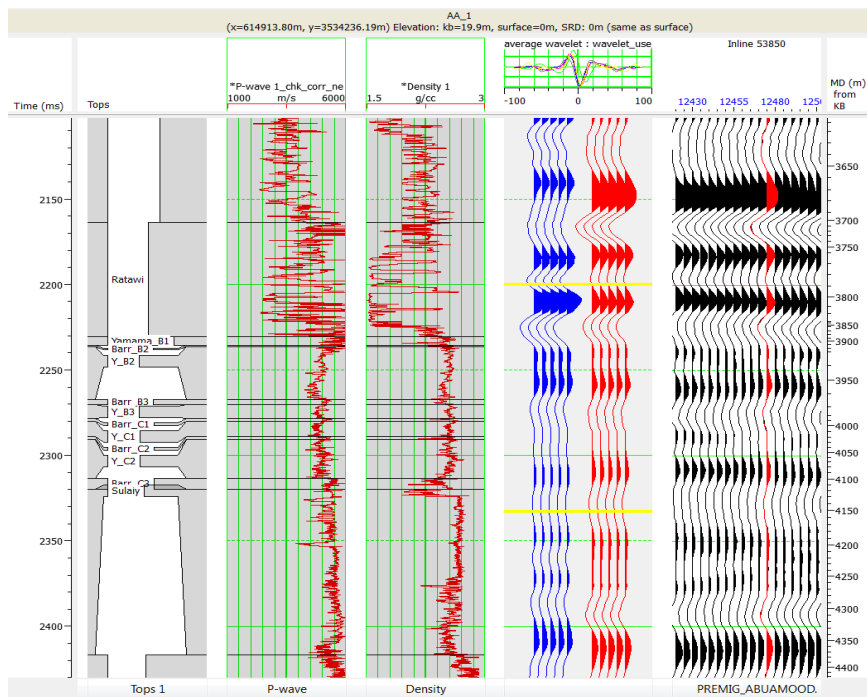 AA_1
(x=614913.80m, y=3534236.19m) Elevation: kb=19.9m, surface=0m, SRD: 0m (same as surface)
average wavelet : wavelet_use
Inline 53850
*P-wave 1_chk_corr_ne
*Density 1
MD (m)
from
KB
Time (ms)
Tops
1000 m/s 6000
1.5 g/cc 3
-100 0 100
12430 12455 12480
3650
2150
3700
3750
Ratawi
2200
3800
3850
Yamama_B1
3900
Barr_B2
Y_B2
2250
3950
Barr_B3
Y_B3
4000
Barr_C1
Y_C1
Barr_C2
2300
4050
Y_C2
4100
Barr_C3
Sulaiy
4150
2350
4200
4250
4300
2400
4350
4400
Tops 1
P-wave
Density
PREMIG_ABUAMOOD.